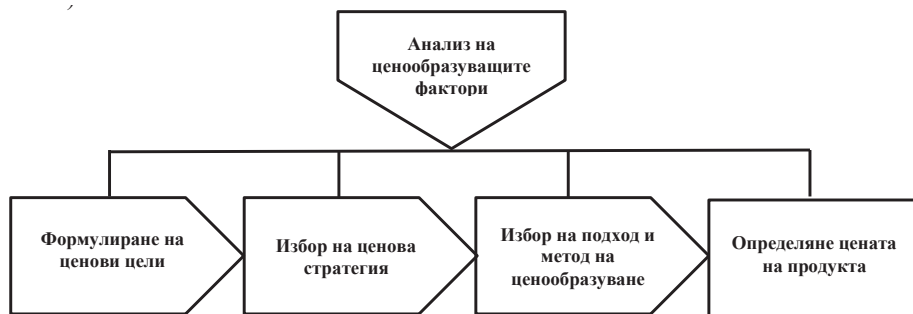 Анализ на
ценообразуващите
фактори
Формулиране на
ценови цели
Избор на ценова
стратегия
Избор на подход и
метод на
ценообразуване
Определяне цената
на продукта